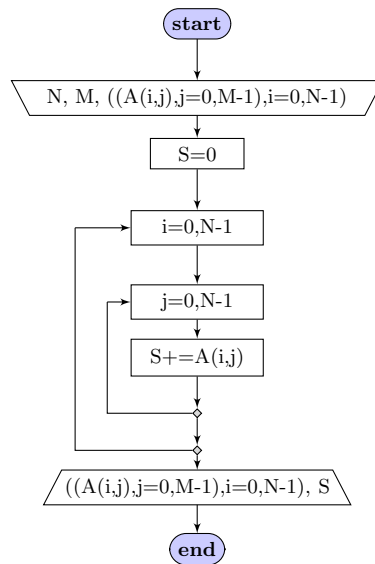 start
N, M, ((A(i,j),j=0,M-1),i=0,N-1)
S=0
i=0,N-1
j=0,N-1
S+=A(i,j)
((A(i,j),j=0,M-1),i=0,N-1), S
end